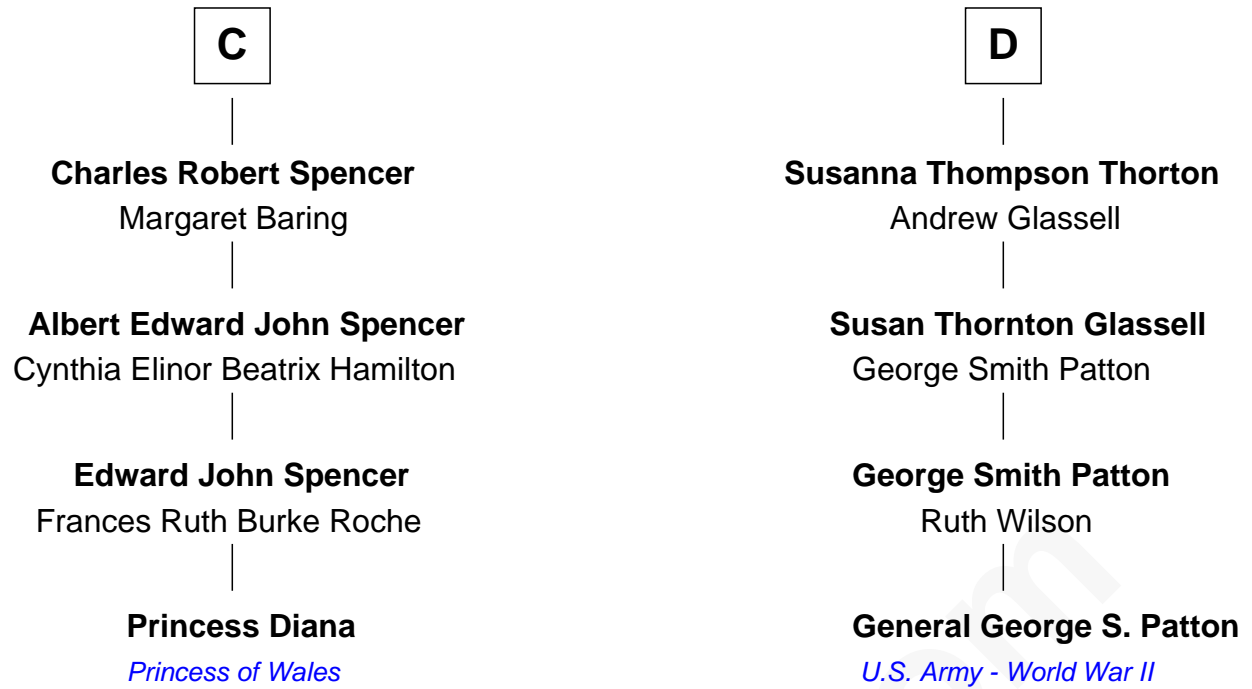 C
Charles Robert Spencer
Margaret Baring
Albert Edward John Spencer
Cynthia Elinor Beatrix Hamilton
Edward John Spencer
Frances Ruth Burke Roche
Princess Diana
Princess of Wales
D
Susanna Thompson Thorton
Andrew Glassell
Susan Thornton Glassell
George Smith Patton
George Smith Patton
Ruth Wilson
General George S. Patton
U.S. Army - World War II